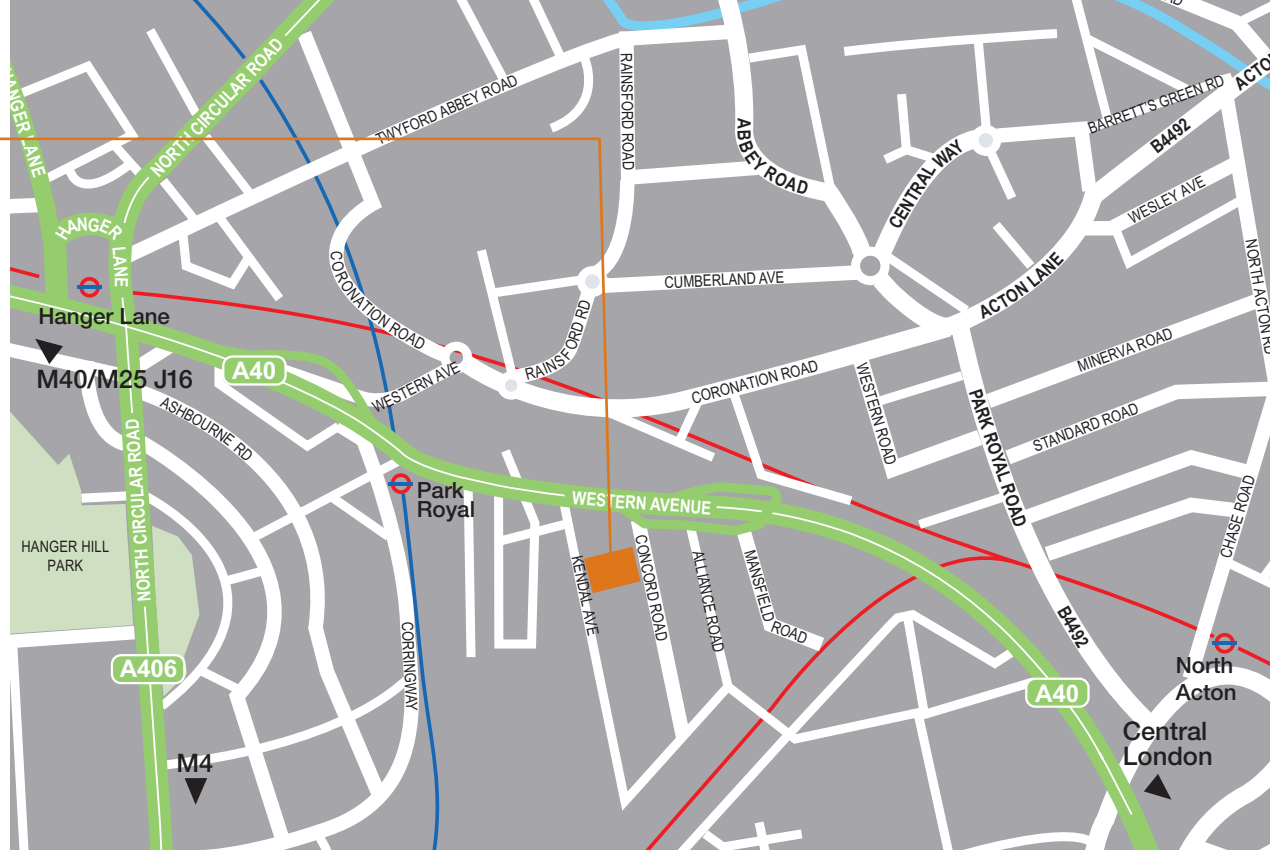 HANGER LANE
NORTH CIRCULAR ROAD
TWYFORD ABBEY ROAD
RAINSFORD ROAD
ABBEY ROAD
CENTRAL WAY
BARRETT'S GREEN RD
B4492
WESLEY AVE
HANGER
LANE
CORONATION ROAD
CUMBERLAND AVE
ACTON LANE
Hanger Lane
M40/M25 J16
A40
WESTERN AVE
RAINSFORD RD
CORONATION ROAD
WESTERN ROAD
MINERVA ROAD
STANDARD ROAD
PARK ROYAL ROAD
ASHBOURNE RD
NORTH CIRCULAR ROAD
Park
Royal
WESTERN AVENUE
CHASE ROAD
HANGER HILL
PARK
KENDAL AVE
CONCORD ROAD
ALLIANCE ROAD
MANSFIELD ROAD
B4492
CORRINGWAY
A406
North
Acton
A40
M4
Central
London
NORTH ACTON RD